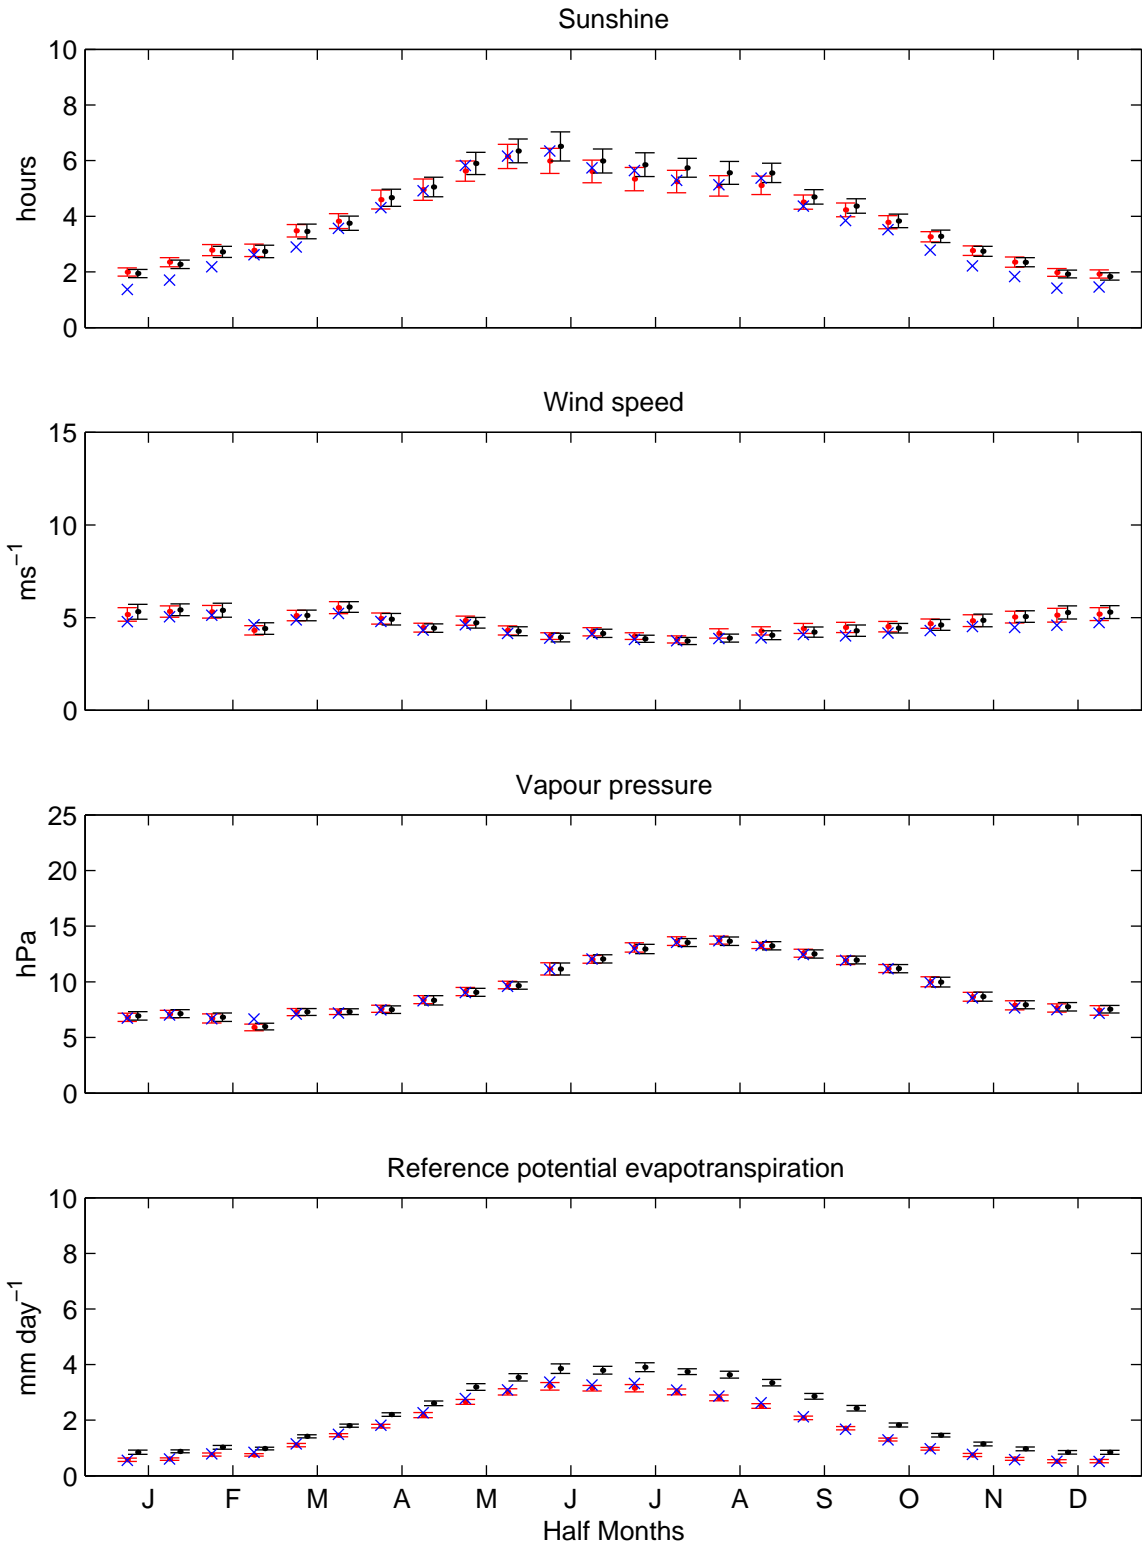 Sunshine
10
8
6
4
2
0
hours
Wind speed
15
10
5
0
ms⁻¹
Vapour pressure
25
20
15
10
5
0
hPa
Reference potential evapotranspiration
10
8
6
4
2
0
mm day⁻¹
J F M A M J J A S O N D
Half Months